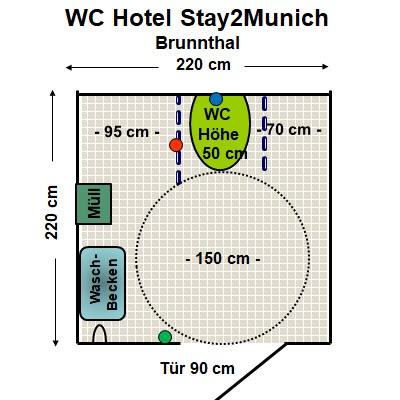 WC Hotel Stay2Munich
Brunnthal
220 cm
- 95 cm -
WC
Höhe
50 cm
- 70 cm -
220 cm
Müll
- 150 cm -
Wasch-
Becken
Tür 90 cm